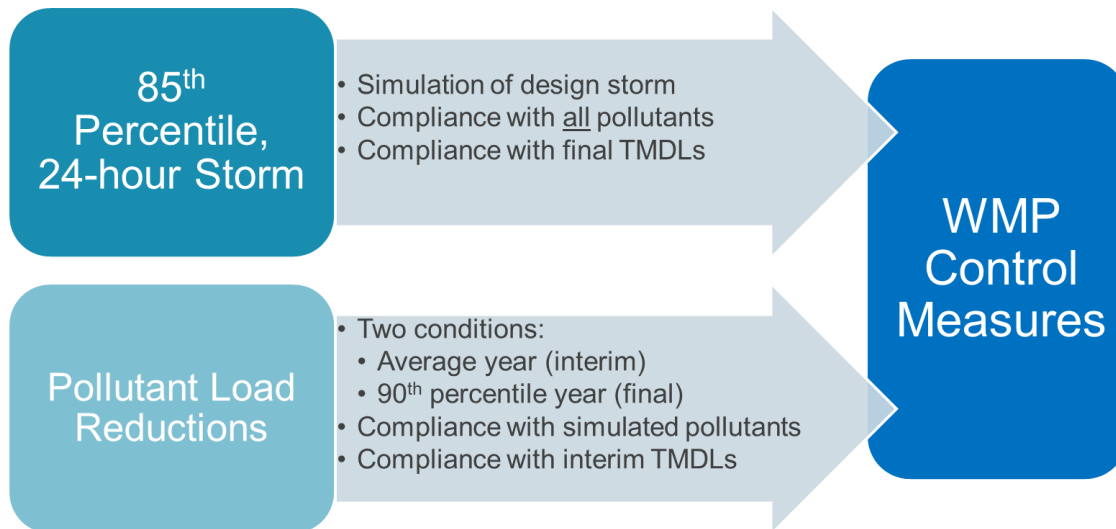 85th
Percentile,
24-hour Storm
• Simulation of design storm
• Compliance with all pollutants
• Compliance with final TMDLs
Pollutant Load
Reductions
• Two conditions:
• Average year (interim)
• 90th percentile year (final)
• Compliance with simulated pollutants
• Compliance with interim TMDLs
WMP
Control
Measures